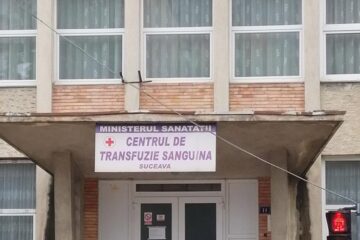 MINISTERUL SANATATII
CENTRUL DE
TRANSFUZIE SANGUINA
SUCEAVA